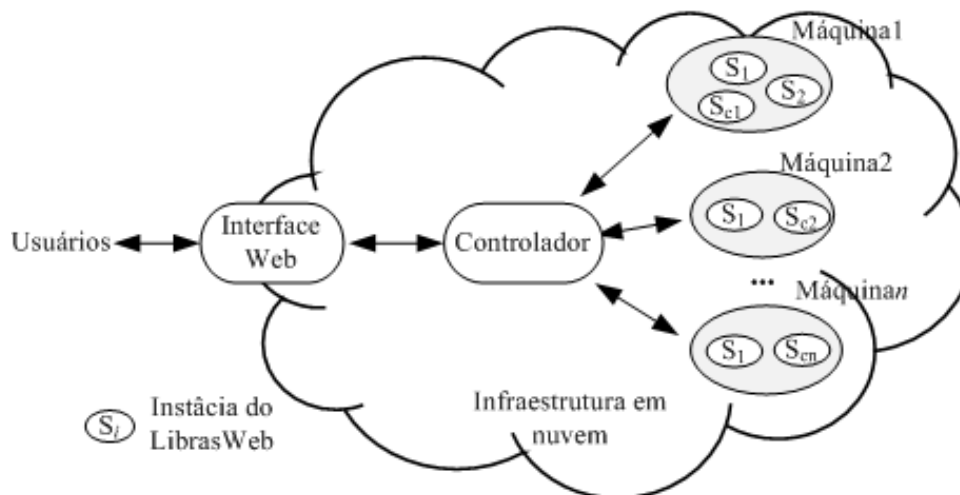 Máquina1
S1
S2
Sc1
Máquina2
S1
Sc2
Usuários
Interface
Web
Controlador
...
Máquinan
S1
Scn
Si
Instâcia do
LibrasWeb
Infraestrutura em
nuvem